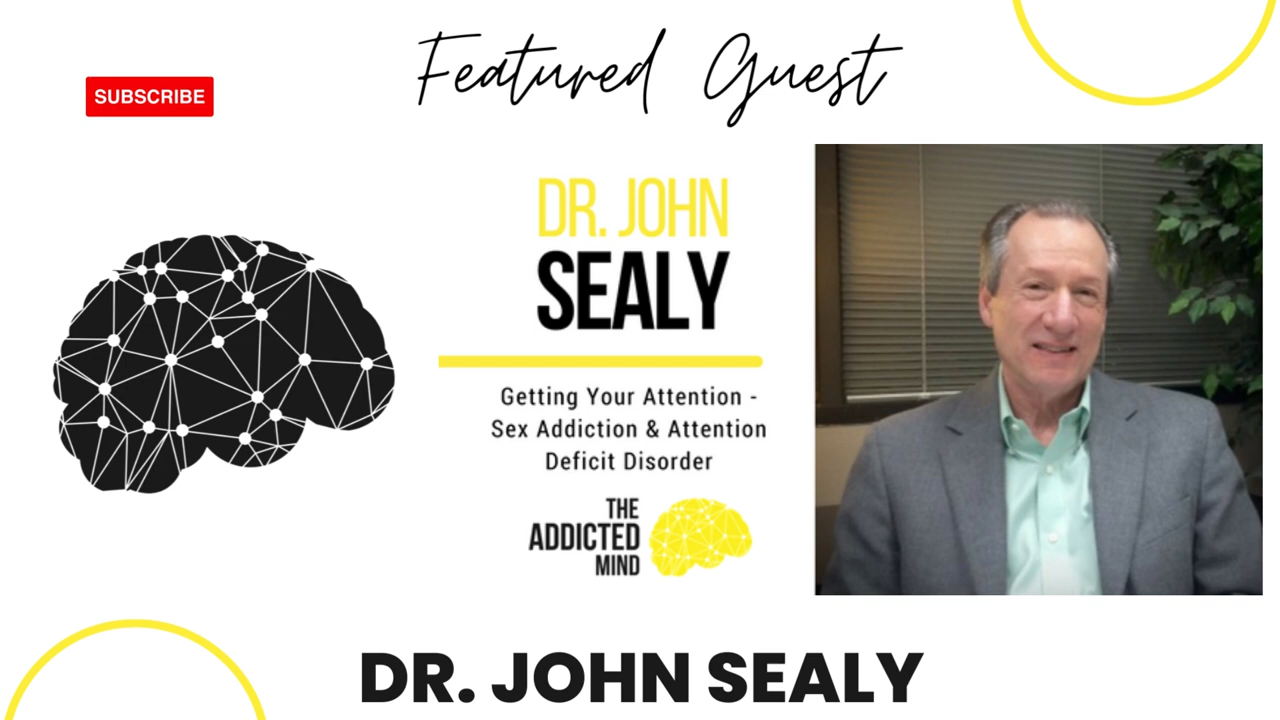 Featured Guest
SUBSCRIBE
DR. JOHN
SEALY
Getting Your Attention -
Sex Addiction & Attention
Deficit Disorder
THE
ADDICTED
MIND
DR. JOHN SEALY